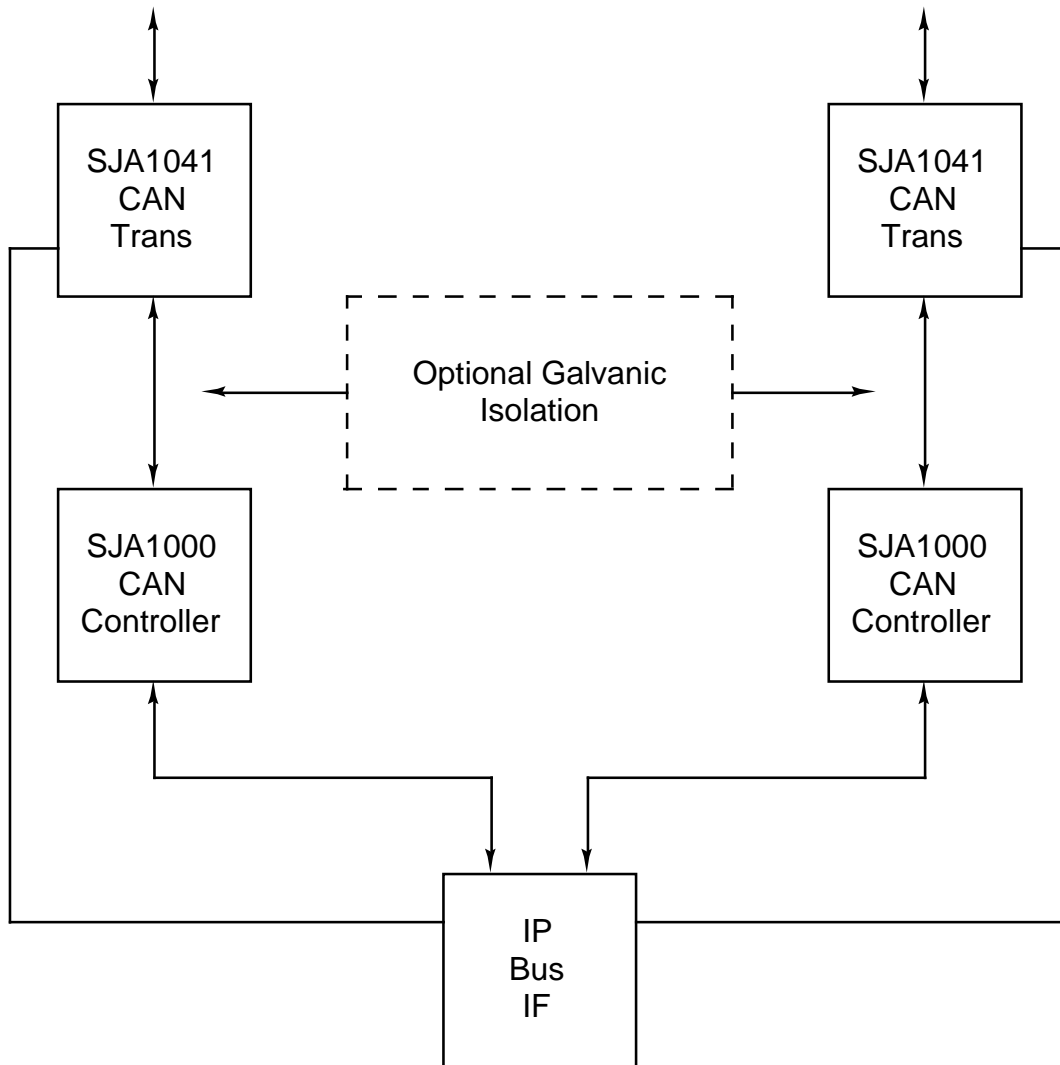 SJA1041
CAN
Trans
SJA1041
CAN
Trans
Optional Galvanic
Isolation
SJA1000
CAN
Controller
SJA1000
CAN
Controller
IP
Bus
IF